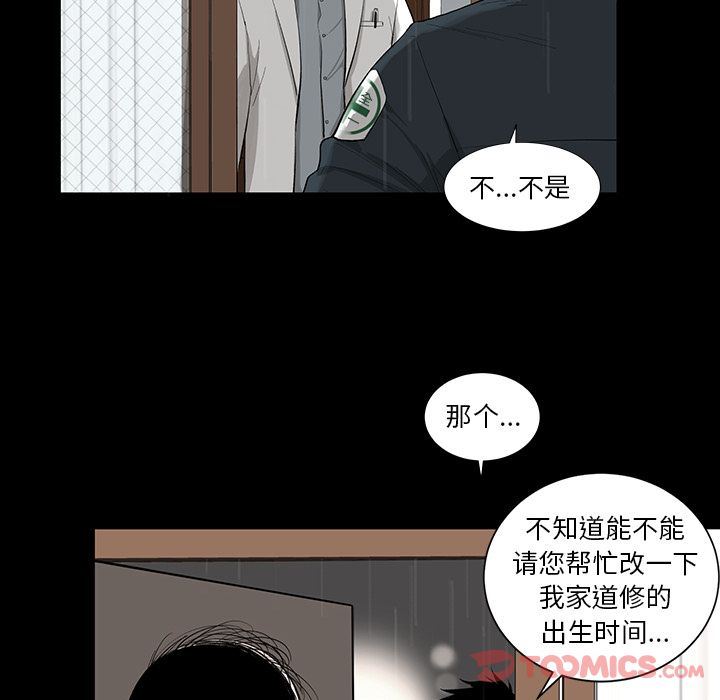 全
不...不是
那个...
不知道能不能
请您帮忙改一下
我家道修的
出生时间...
TOOMICS.COM